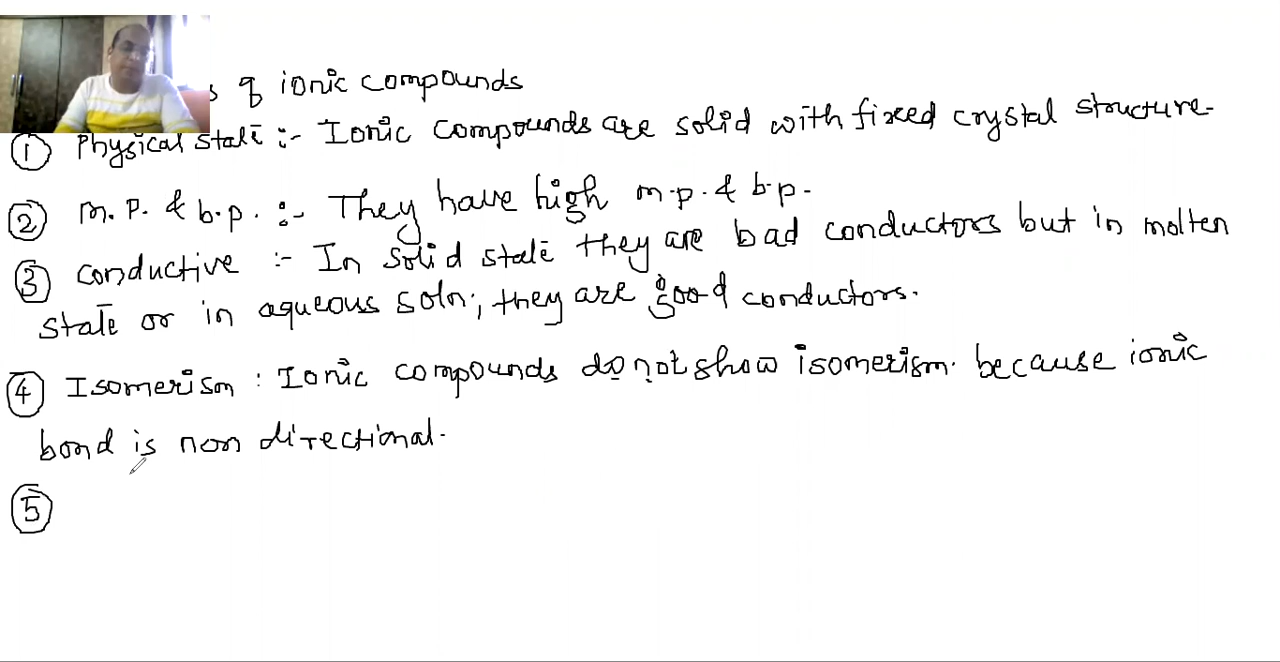 s of ionic compounds
① Physical state :- Ionic compounds are solid with fixed crystal structure-
② m.p. & b.p. :- They have high m.p. & b.p.
③ conductive :- In solid state they are bad conductors but in molten
state or in aqueous soln; they are good conductors.
④ Isomerism : Ionic compounds do not show isomerism. because ionic
bond is non directional.
⑤